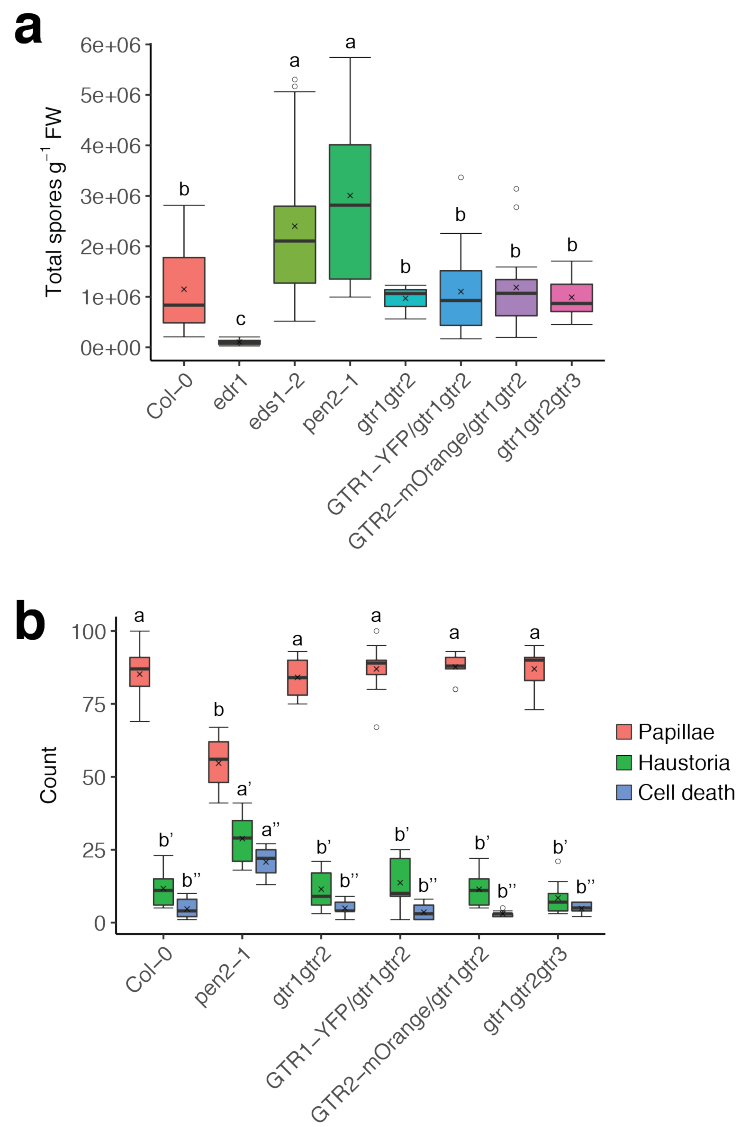 a
Total spores g⁻¹ FW
6e+06
5e+06
4e+06
3e+06
2e+06
1e+06
0e+00
b
c
a
a
b
b
b
b
Col−0
edr1
eds1−2
pen2−1
gtr1gtr2
GTR1−YFP/gtr1gtr2
GTR2−mOrange/gtr1gtr2
gtr1gtr2gtr3
b
Count
100
75
50
25
0
a
b’
b’’
b
a’
a’’
a
b’
b’’
a
b’
b’’
a
b’
b’’
a
b’
b’’
Col−0
pen2−1
gtr1gtr2
GTR1−YFP/gtr1gtr2
GTR2−mOrange/gtr1gtr2
gtr1gtr2gtr3
Papillae
Haustoria
Cell death